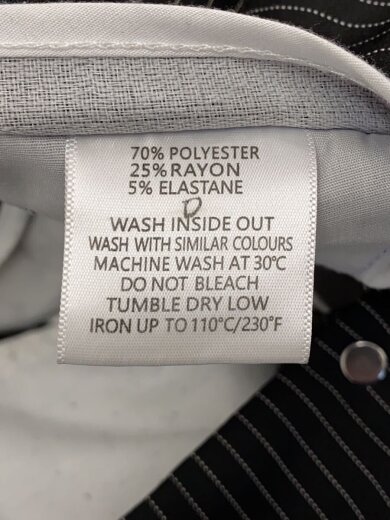 70% POLYESTER
25% RAYON
5% ELASTANE
WASH INSIDE OUT
WASH WITH SIMILAR COLOURS
MACHINE WASH AT 30℃
DO NOT BLEACH
TUMBLE DRY LOW
IRON UP TO 110°C/230°F